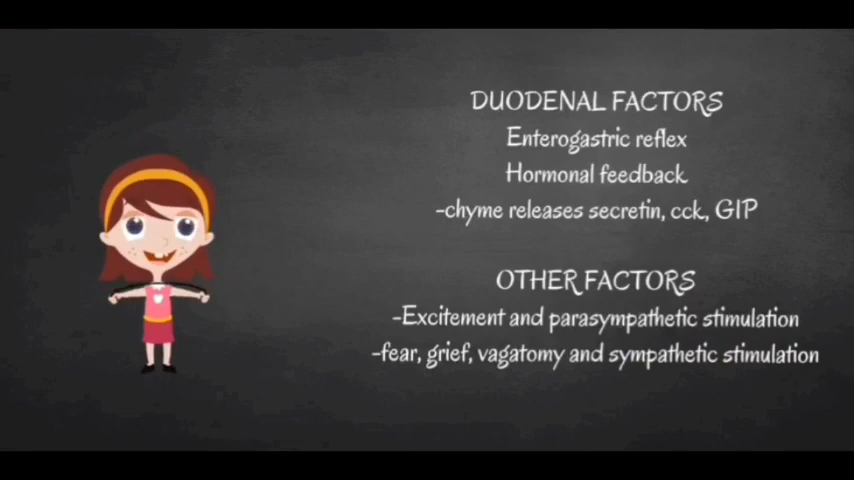 DUODENAL FACTORS
Enterogastric reflex
Hormonal feedback
-chyme releases secretin, cck, GIP
OTHER FACTORS
-Excitement and parasympathetic stimulation
-fear, grief, vagatomy and sympathetic stimulation